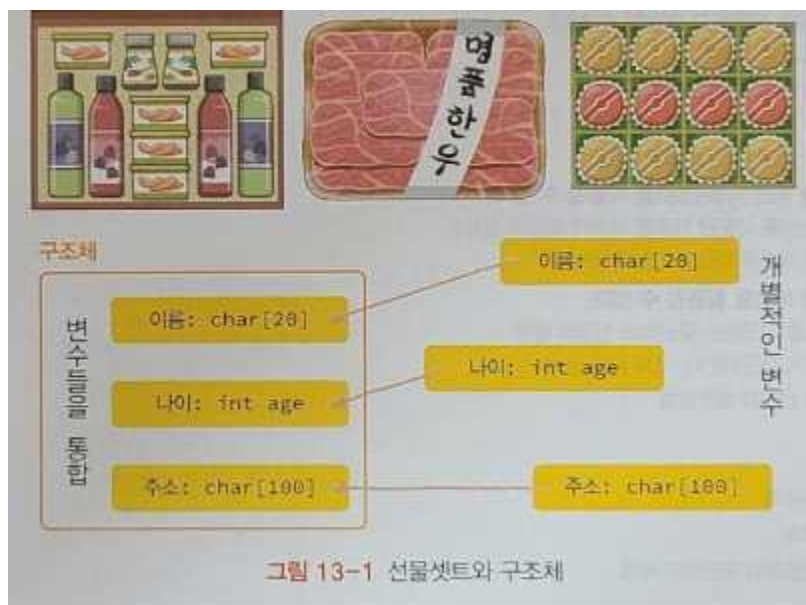 명품한우
구조체
이름: char[20]
나이: int age
주소: char[100]
변수들을 통합
이름: char[20]
나이: int age
주소: char[100]
개별적인 변수
그림 13-1 선물셋트와 구조체